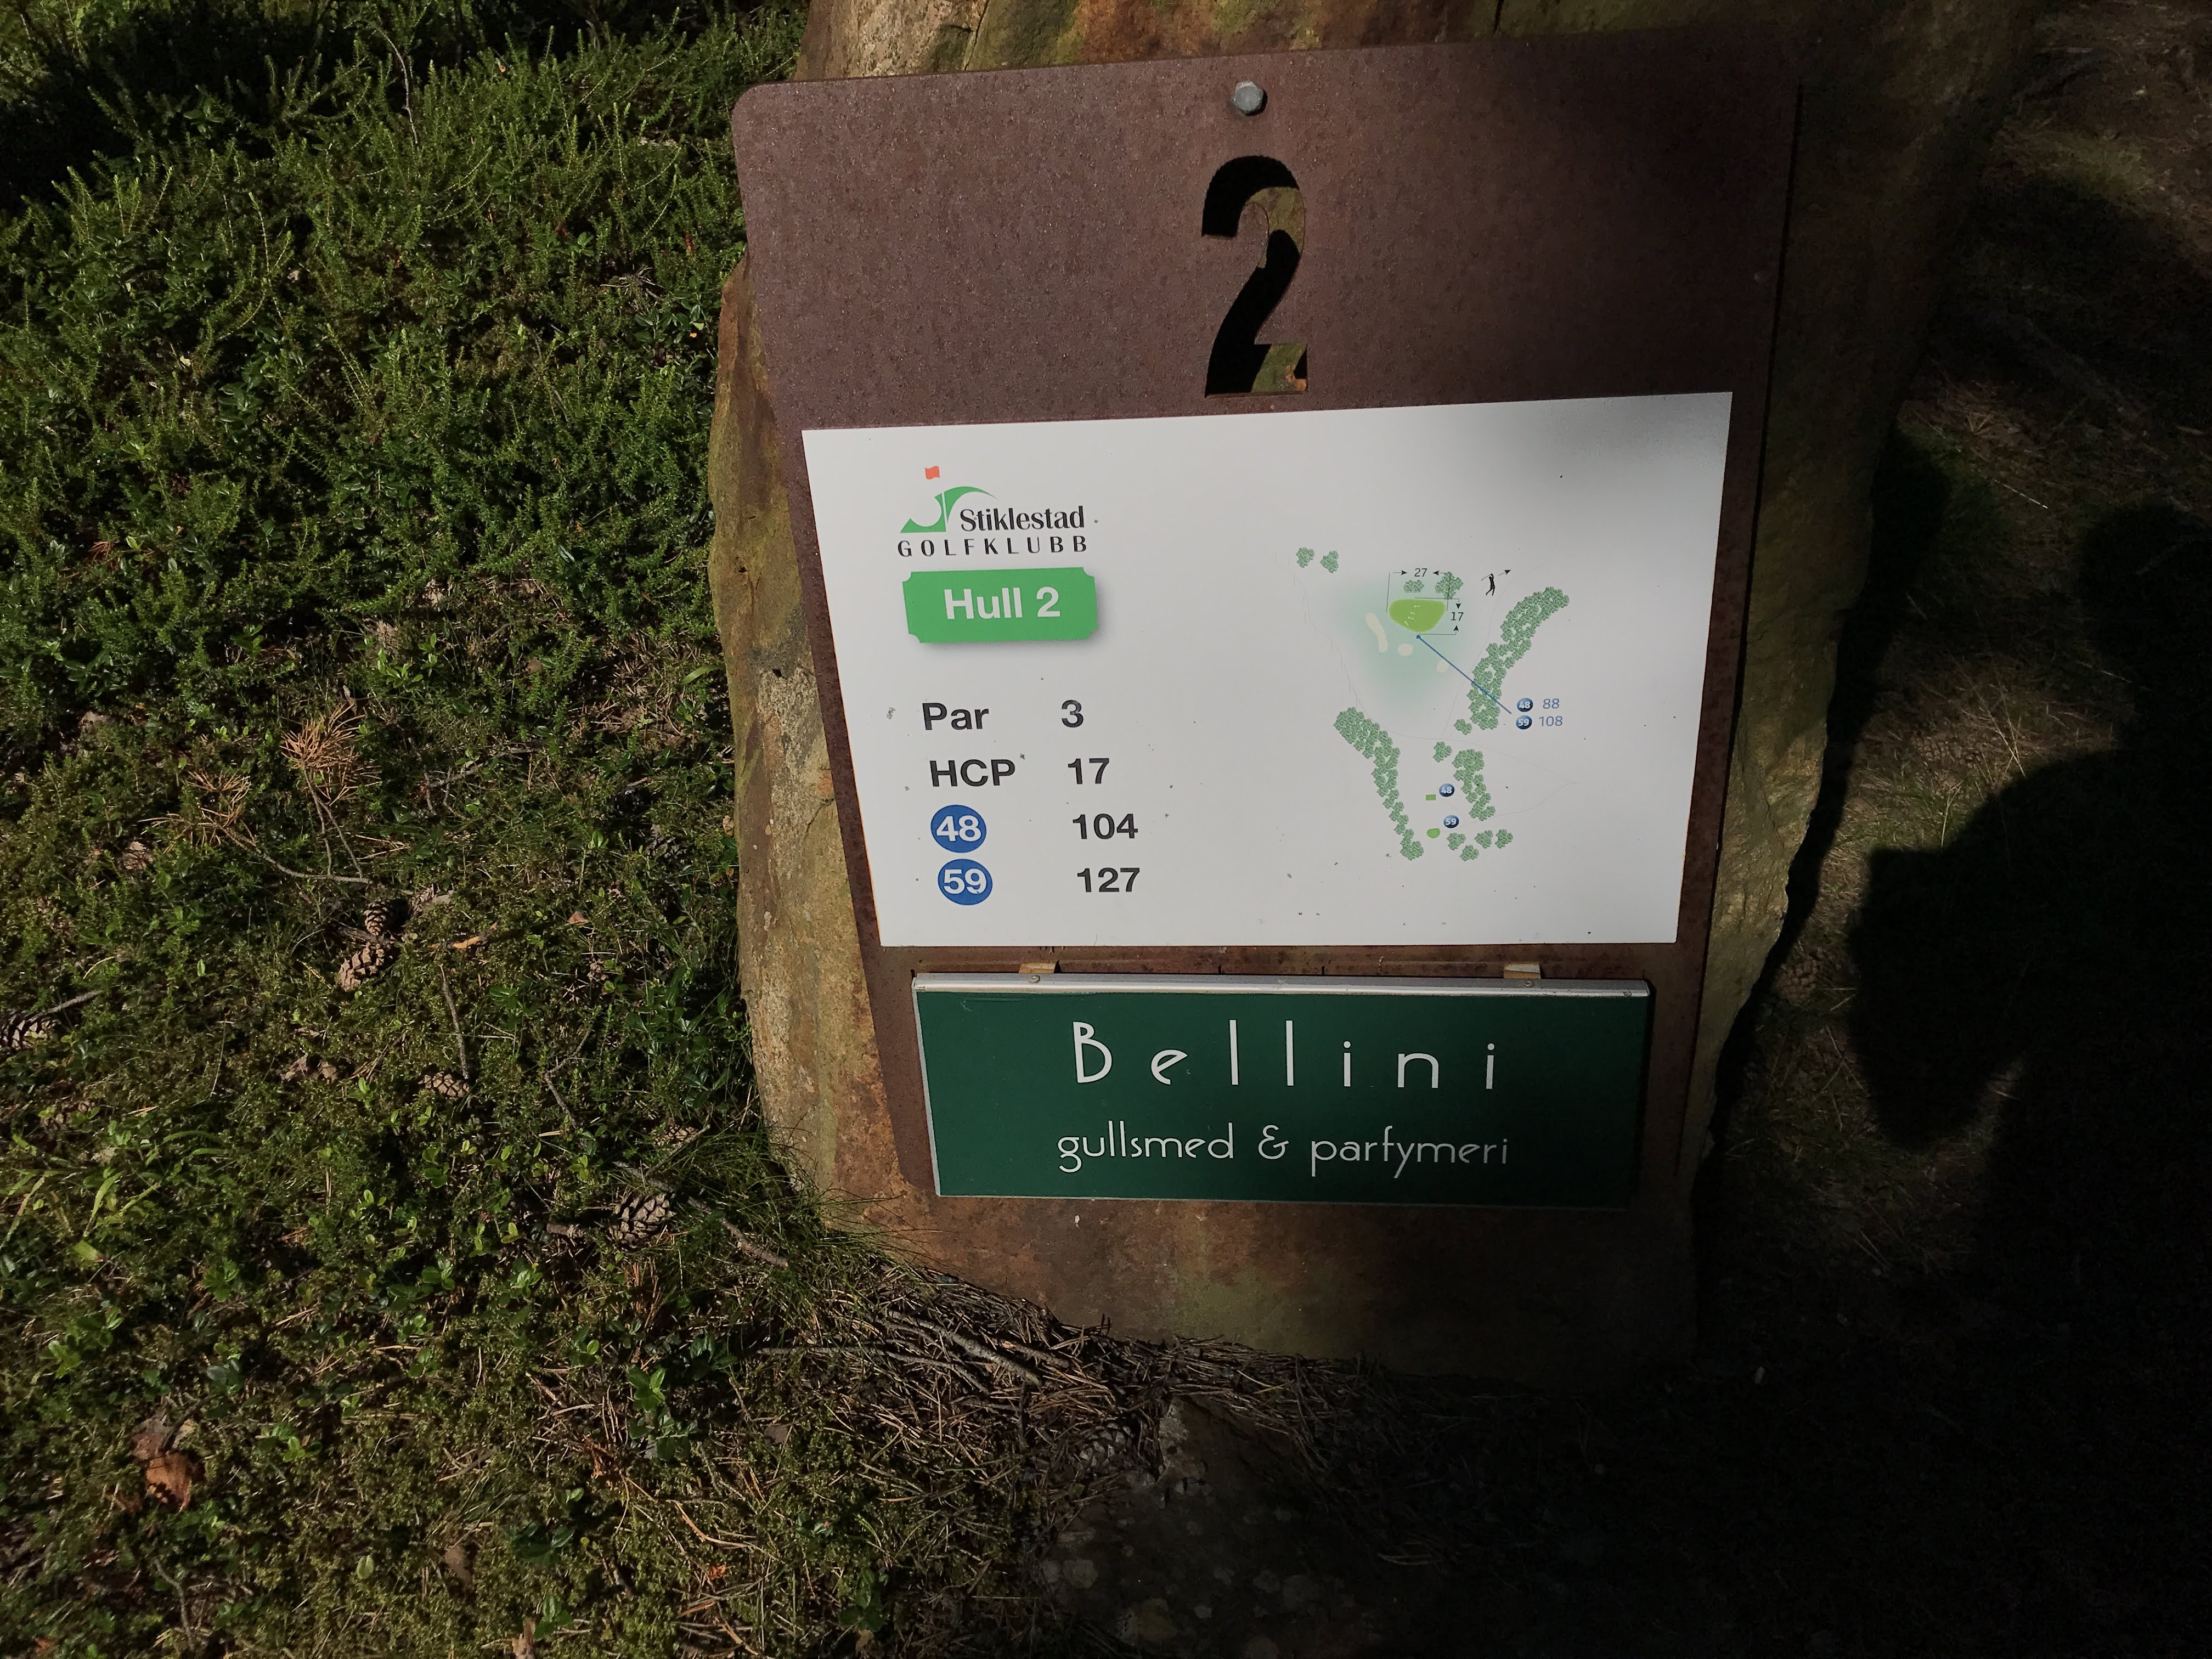 2
Stiklestad
GOLFKLUBB
Hull 2
Par 3
HCP 17
48 104
59 127
27
17
48 88
59 108
48
59
Bellini
gullsmed & parfymeri